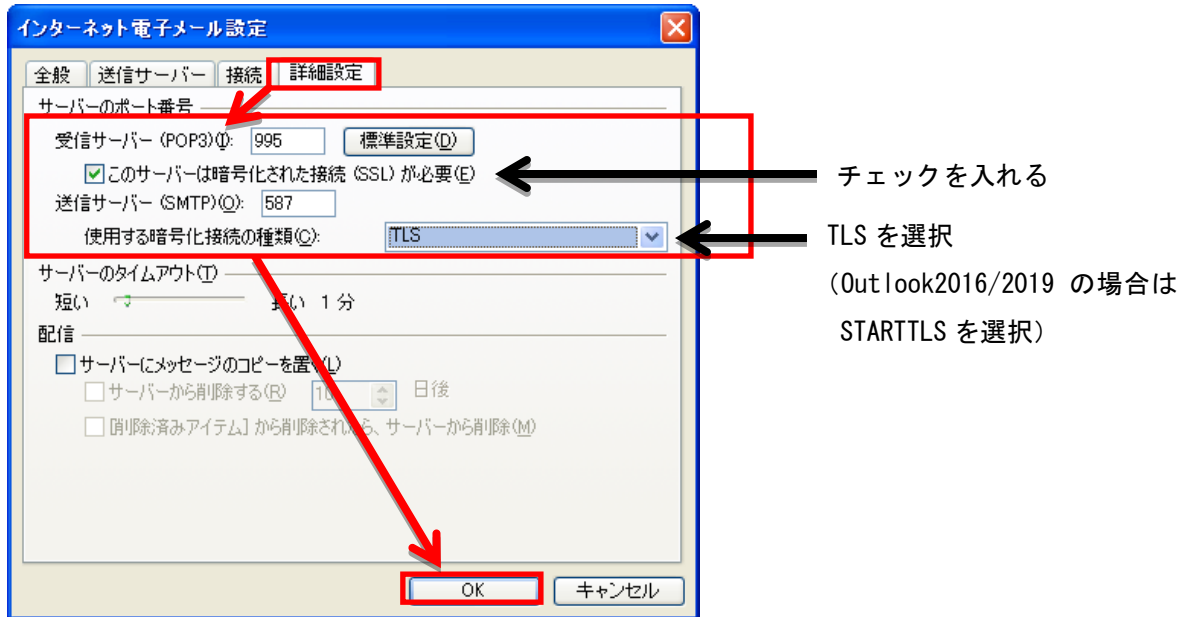 インターネット電子メール設定
全般 送信サーバー 接続 詳細設定
サーバーのポート番号
受信サーバー (POP3)(I): 995 標準設定(D)
このサーバーは暗号化された接続 (SSL) が必要(E)
チェックを入れる
送信サーバー (SMTP)(O): 587
使用する暗号化接続の種類(C): TLS
TLS を選択
(Outlook2016/2019 の場合は
STARTTLS を選択)
サーバーのタイムアウト(T)
短い 長い 1 分
配信
サーバーにメッセージのコピーを置く(L)
サーバーから削除する(R) 10 日後
[削除済みアイテム] から削除されたら、サーバーから削除(M)
OK キャンセル